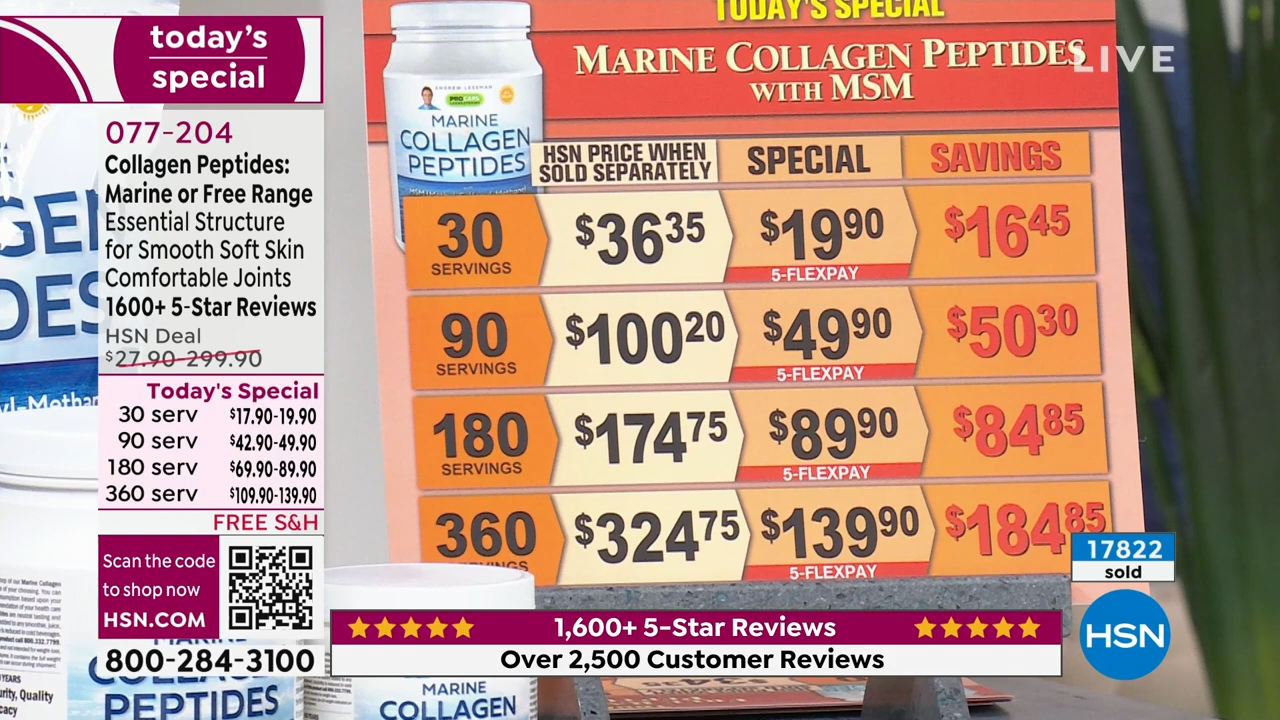 today's
special
077-204
Collagen Peptides:
Marine or Free Range
Essential Structure
for Smooth Soft Skin
Comfortable Joints
1600+ 5-Star Reviews
HSN Deal
$27.90-299.90
Today's Special
30 serv $17.90-19.90
90 serv $42.90-49.90
180 serv $69.90-89.90
360 serv $109.90-139.90
FREE S&H
Scan the code
to shop now
HSN.COM
800-284-3100
TODAY'S SPECIAL
MARINE COLLAGEN PEPTIDES
WITH MSM
LIVE
ANDREW LESSMAN
PROCAPS
LABORATORIES
MARINE
COLLAGEN
PEPTIDES
HSN PRICE WHEN
SOLD SEPARATELY
SPECIAL
SAVINGS
30
SERVINGS
$36.35
$19.90
5-FLEXPAY
$16.45
90
SERVINGS
$100.20
$49.90
5-FLEXPAY
$50.30
180
SERVINGS
$174.75
$89.90
5-FLEXPAY
$84.85
360
$324.75
$139.90
5-FLEXPAY
$184.85
17822
sold
1,600+ 5-Star Reviews
Over 2,500 Customer Reviews
HSN
PEPTIDES
MARINE
COLLAGEN